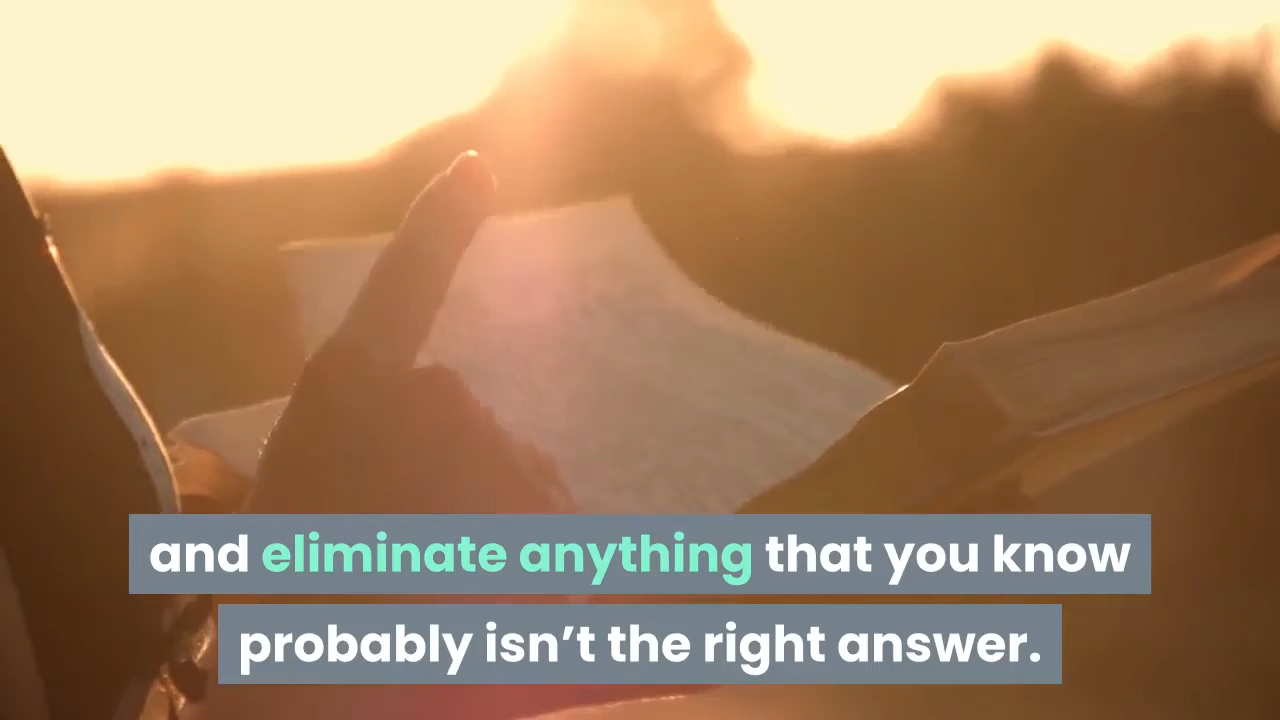 and eliminate anything that you know
probably isn’t the right answer.